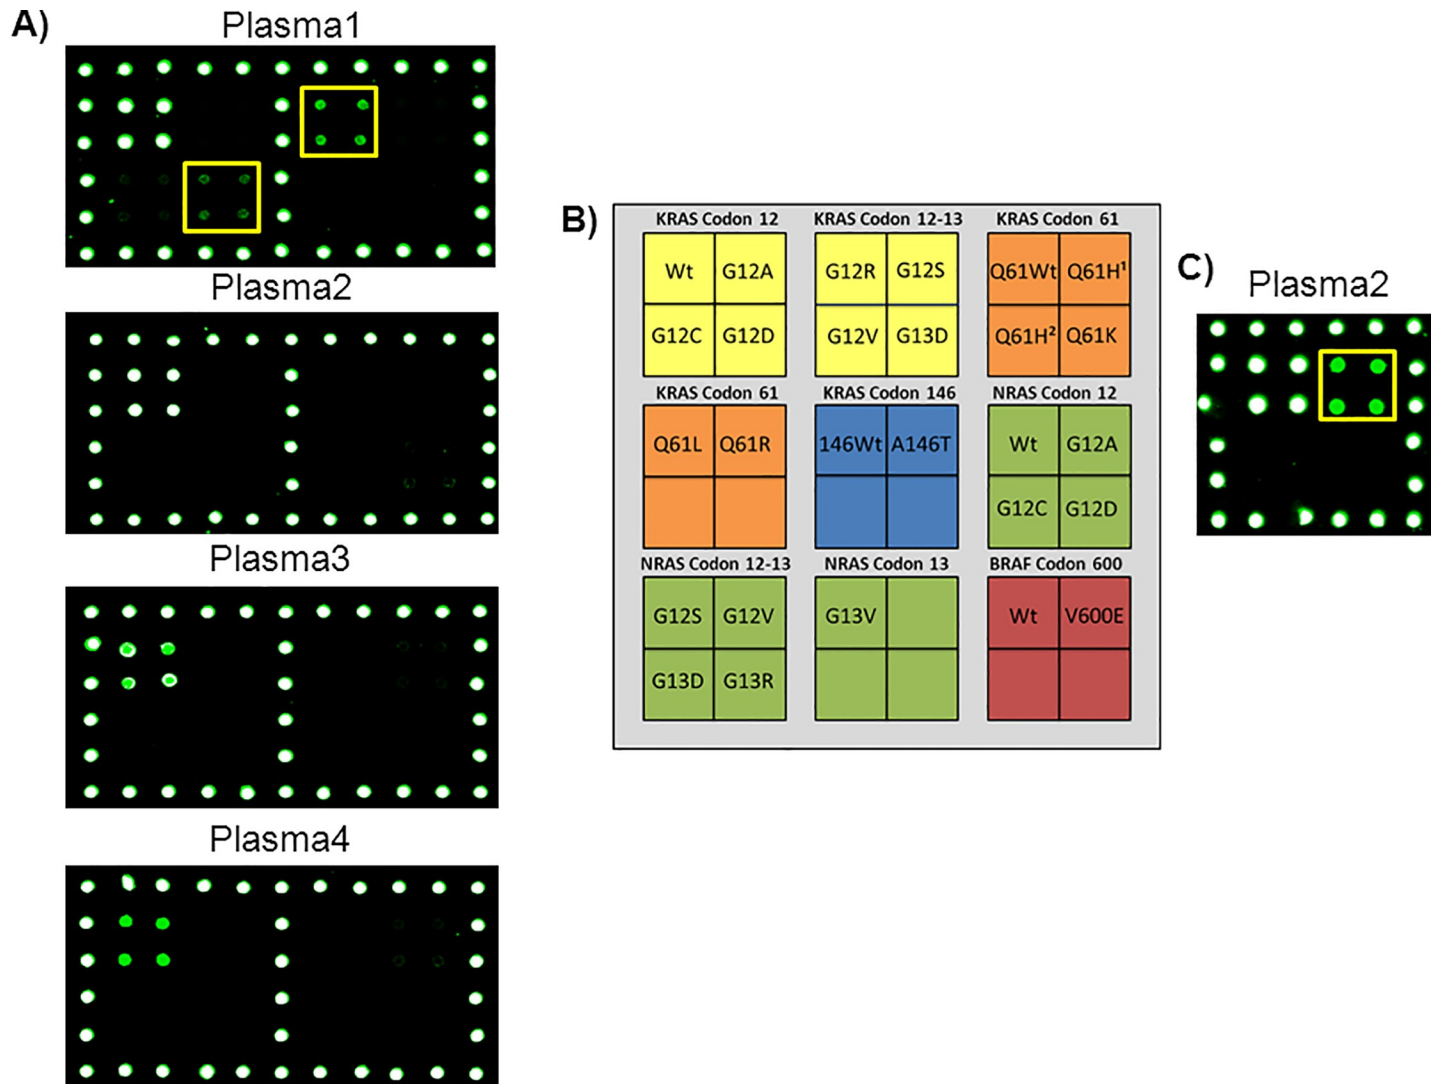 A)
Plasma1
Plasma2
Plasma3
Plasma4
B)
KRAS Codon 12
Wt G12A
G12C G12D
KRAS Codon 12-13
G12R G12S
G12V G13D
KRAS Codon 61
Q61Wt Q61H¹
Q61H² Q61K
KRAS Codon 61
Q61L Q61R
KRAS Codon 146
146Wt A146T
NRAS Codon 12
Wt G12A
G12C G12D
NRAS Codon 12-13
G12S G12V
G13D G13R
NRAS Codon 13
G13V
BRAF Codon 600
Wt V600E
C)
Plasma2